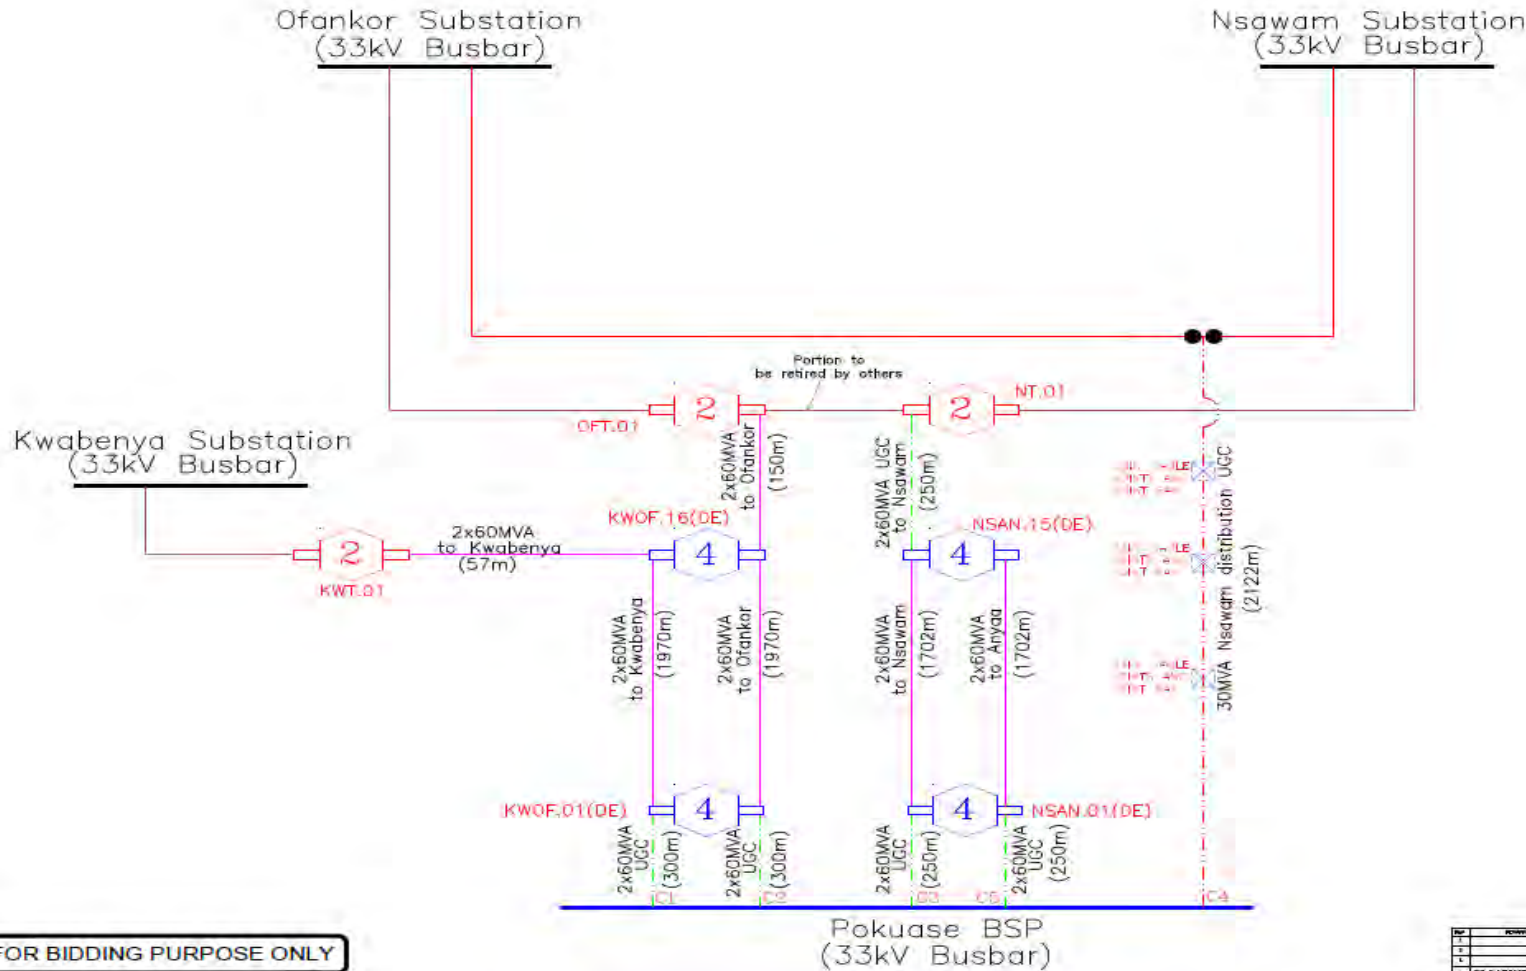 Ofankor Substation
(33kV Busbar)
Nsawam Substation
(33kV Busbar)
Portion to
be retired by others
2
2
OFT.01
NT.01
Kwabenya Substation
(33kV Busbar)
2x60MVA
to Ofankor
(150m)
2x60MVA UGC
to Nsawam
(250m)
KWOF.16(DE)
NSAN.15(DE)
2
2x60MVA
to Kwabenya
(57m)
4
4
KWT.01
30MVA Nsawam distribution UGC
(2122m)
2x60MVA
to Kwabenya
(1970m)
2x60MVA
to Ofankor
(1970m)
2x60MVA
to Nsawam
(1702m)
2x60MVA
to Anyaa
(1702m)
KWOF.01(DE)
4
4
NSAN.01(DE)
2x60MVA
UGC
(300m)
2x60MVA
UGC
(300m)
2x60MVA
UGC
(250m)
2x60MVA
UGC
(250m)
C1
C4
Pokuase BSP
(33kV Busbar)
FOR BIDDING PURPOSE ONLY